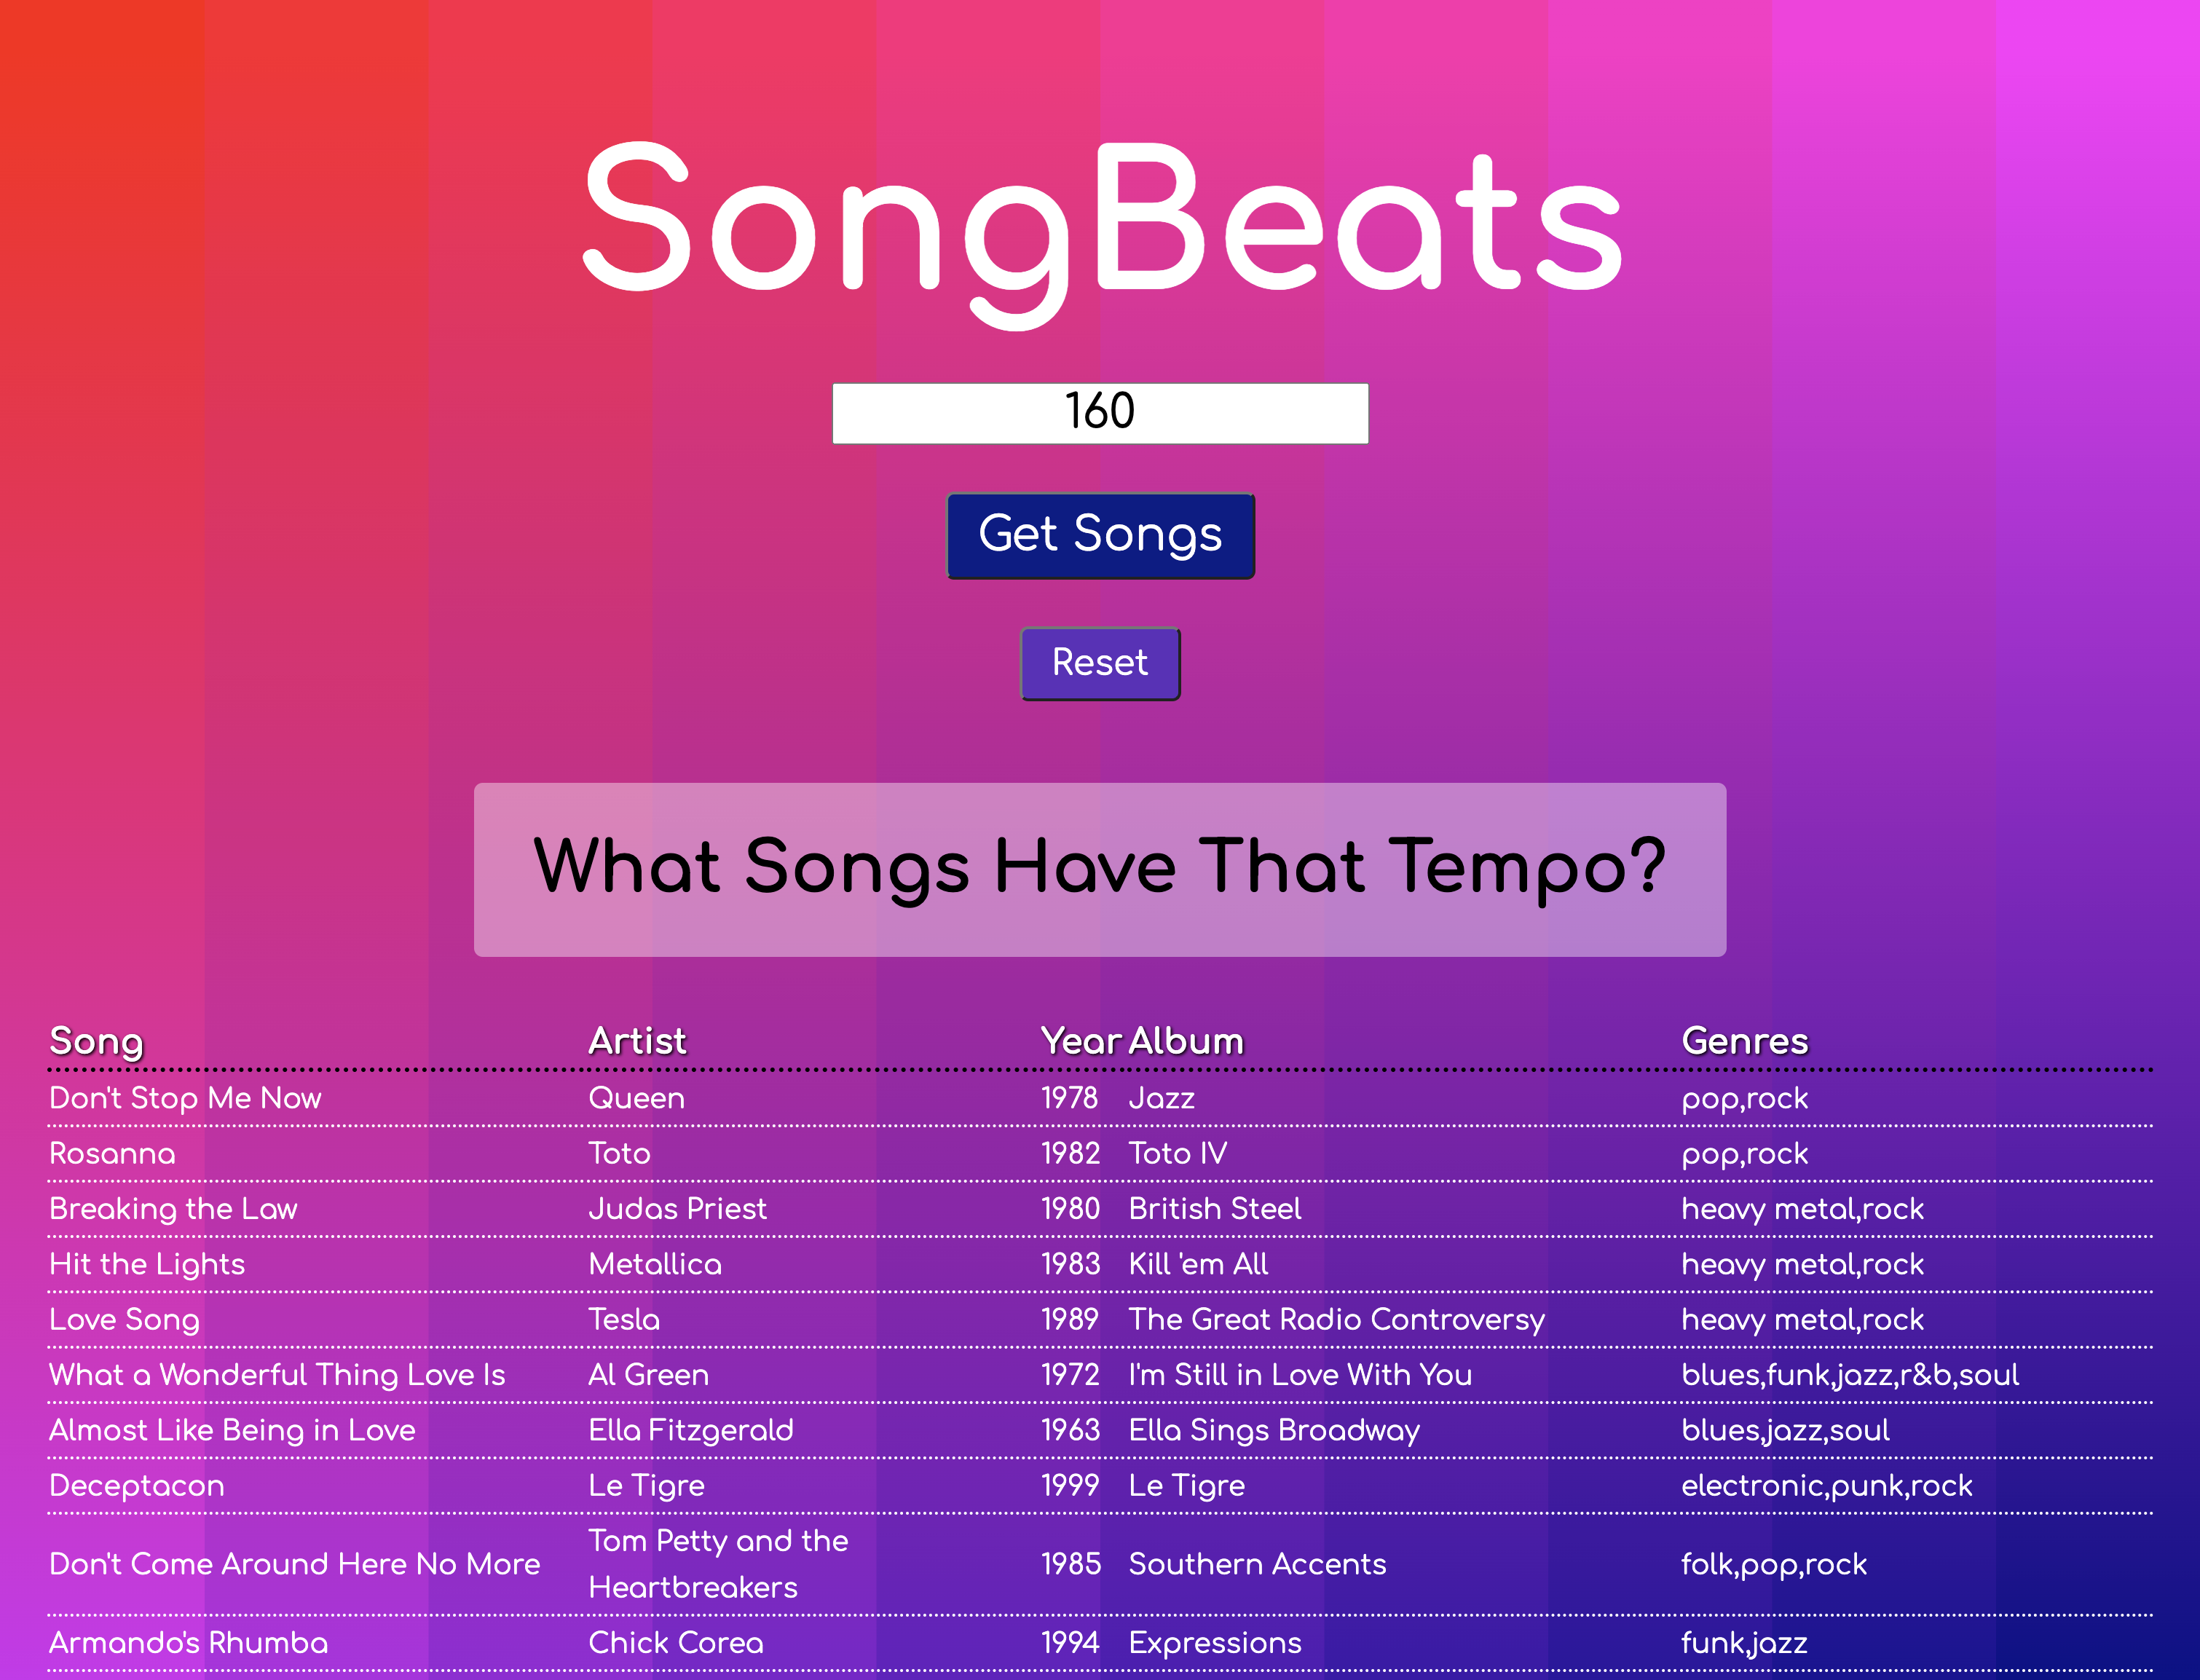 SongBeats
160
Get Songs
Reset
What Songs Have That Tempo?
Song Artist Year Album Genres
Don't Stop Me Now Queen 1978 Jazz pop,rock
Rosanna Toto 1982 Toto IV pop,rock
Breaking the Law Judas Priest 1980 British Steel heavy metal,rock
Hit the Lights Metallica 1983 Kill 'em All heavy metal,rock
Love Song Tesla 1989 The Great Radio Controversy heavy metal,rock
What a Wonderful Thing Love Is Al Green 1972 I'm Still in Love With You blues,funk,jazz,r&b,soul
Almost Like Being in Love Ella Fitzgerald 1963 Ella Sings Broadway blues,jazz,soul
Deceptacon Le Tigre 1999 Le Tigre electronic,punk,rock
Don't Come Around Here No More Tom Petty and the Heartbreakers 1985 Southern Accents folk,pop,rock
Armando's Rhumba Chick Corea 1994 Expressions funk,jazz